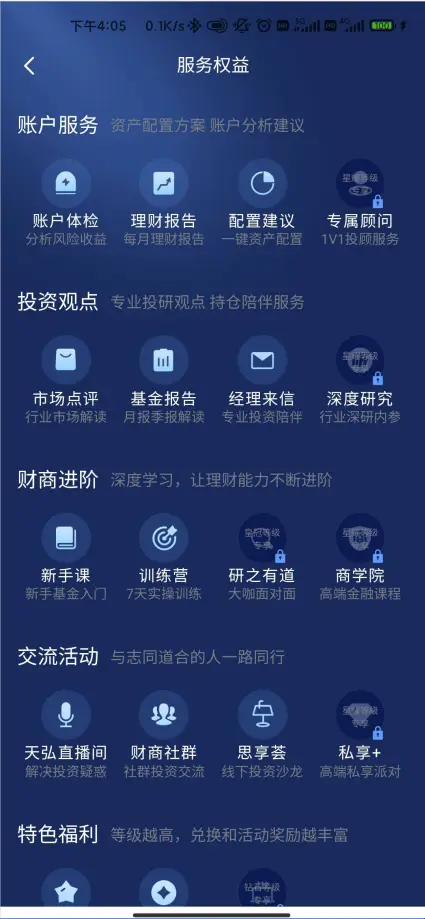 下午4:05 0.1K/s 5G 4G 100
服务权益
账户服务 资产配置方案 账户分析建议
星耀等级
专享
账户体检 理财报告 配置建议 专属顾问
分析风险收益 每月理财报告 一键资产配置 1V1投顾服务
投资观点 专业投研观点 持仓陪伴服务
星耀等级
专享
市场点评 基金报告 经理来信 深度研究
行业市场解读 月报季报解读 专业投资陪伴 行业深研内参
财商进阶 深度学习，让理财能力不断进阶
皇冠等级 星耀等级
专享 专享
新手课 训练营 研之有道 商学院
新手基金入门 7天实操训练 大咖面对面 高端金融课程
交流活动 与志同道合的人一路同行
星耀等级
专享
天弘直播间 财商社群 思享荟 私享+
解决投资疑惑 社群投资交流 线下投资沙龙 高端私享派对
特色福利 等级越高，兑换和活动奖励越丰富
钻石等级
专享